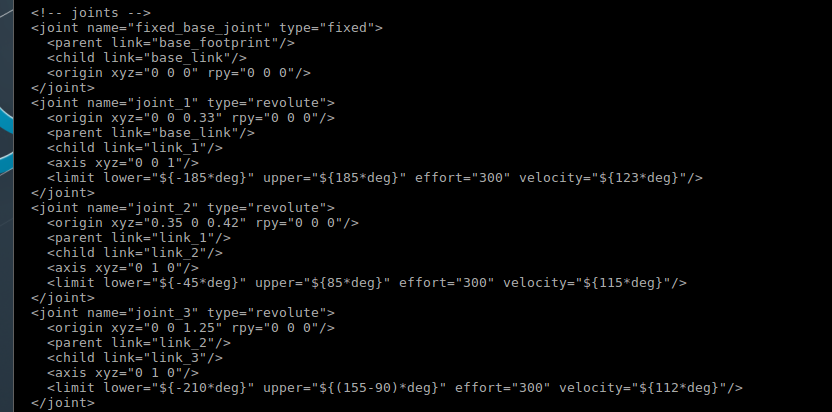 <!-- joints -->
<joint name="fixed_base_joint" type="fixed">
  <parent link="base_footprint"/>
  <child link="base_link"/>
  <origin xyz="0 0 0" rpy="0 0 0"/>
</joint>
<joint name="joint_1" type="revolute">
  <origin xyz="0 0 0.33" rpy="0 0 0"/>
  <parent link="base_link"/>
  <child link="link_1"/>
  <axis xyz="0 0 1"/>
  <limit lower="${-185*deg}" upper="${185*deg}" effort="300" velocity="${123*deg}"/>
</joint>
<joint name="joint_2" type="revolute">
  <origin xyz="0.35 0 0.42" rpy="0 0 0"/>
  <parent link="link_1"/>
  <child link="link_2"/>
  <axis xyz="0 1 0"/>
  <limit lower="${-45*deg}" upper="${85*deg}" effort="300" velocity="${115*deg}"/>
</joint>
<joint name="joint_3" type="revolute">
  <origin xyz="0 0 1.25" rpy="0 0 0"/>
  <parent link="link_2"/>
  <child link="link_3"/>
  <axis xyz="0 1 0"/>
  <limit lower="${-210*deg}" upper="${(155-90)*deg}" effort="300" velocity="${112*deg}"/>
</joint>